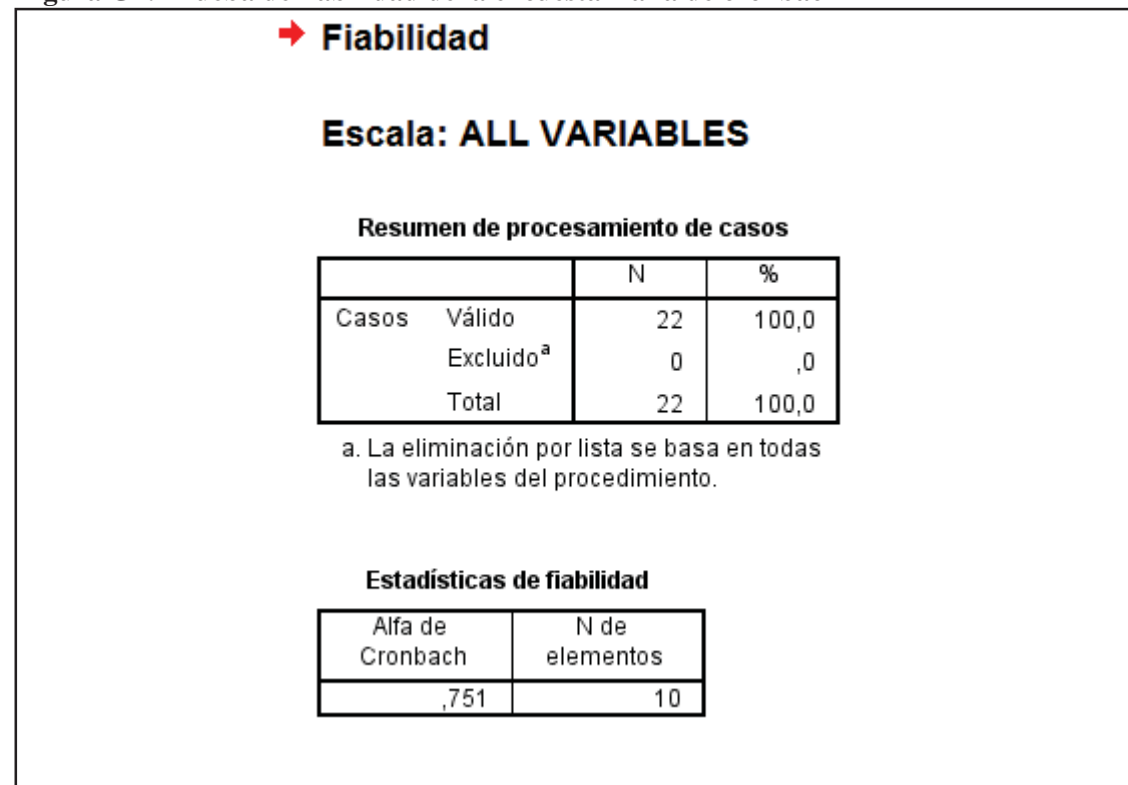 Fiabilidad
Escala: ALL VARIABLES
Resumen de procesamiento de casos
N %
Casos Válido 22 100,0
Excluidoᵃ 0 ,0
Total 22 100,0
a. La eliminación por lista se basa en todas
las variables del procedimiento.
Estadísticas de fiabilidad
Alfa de N de
Cronbach elementos
,751 10